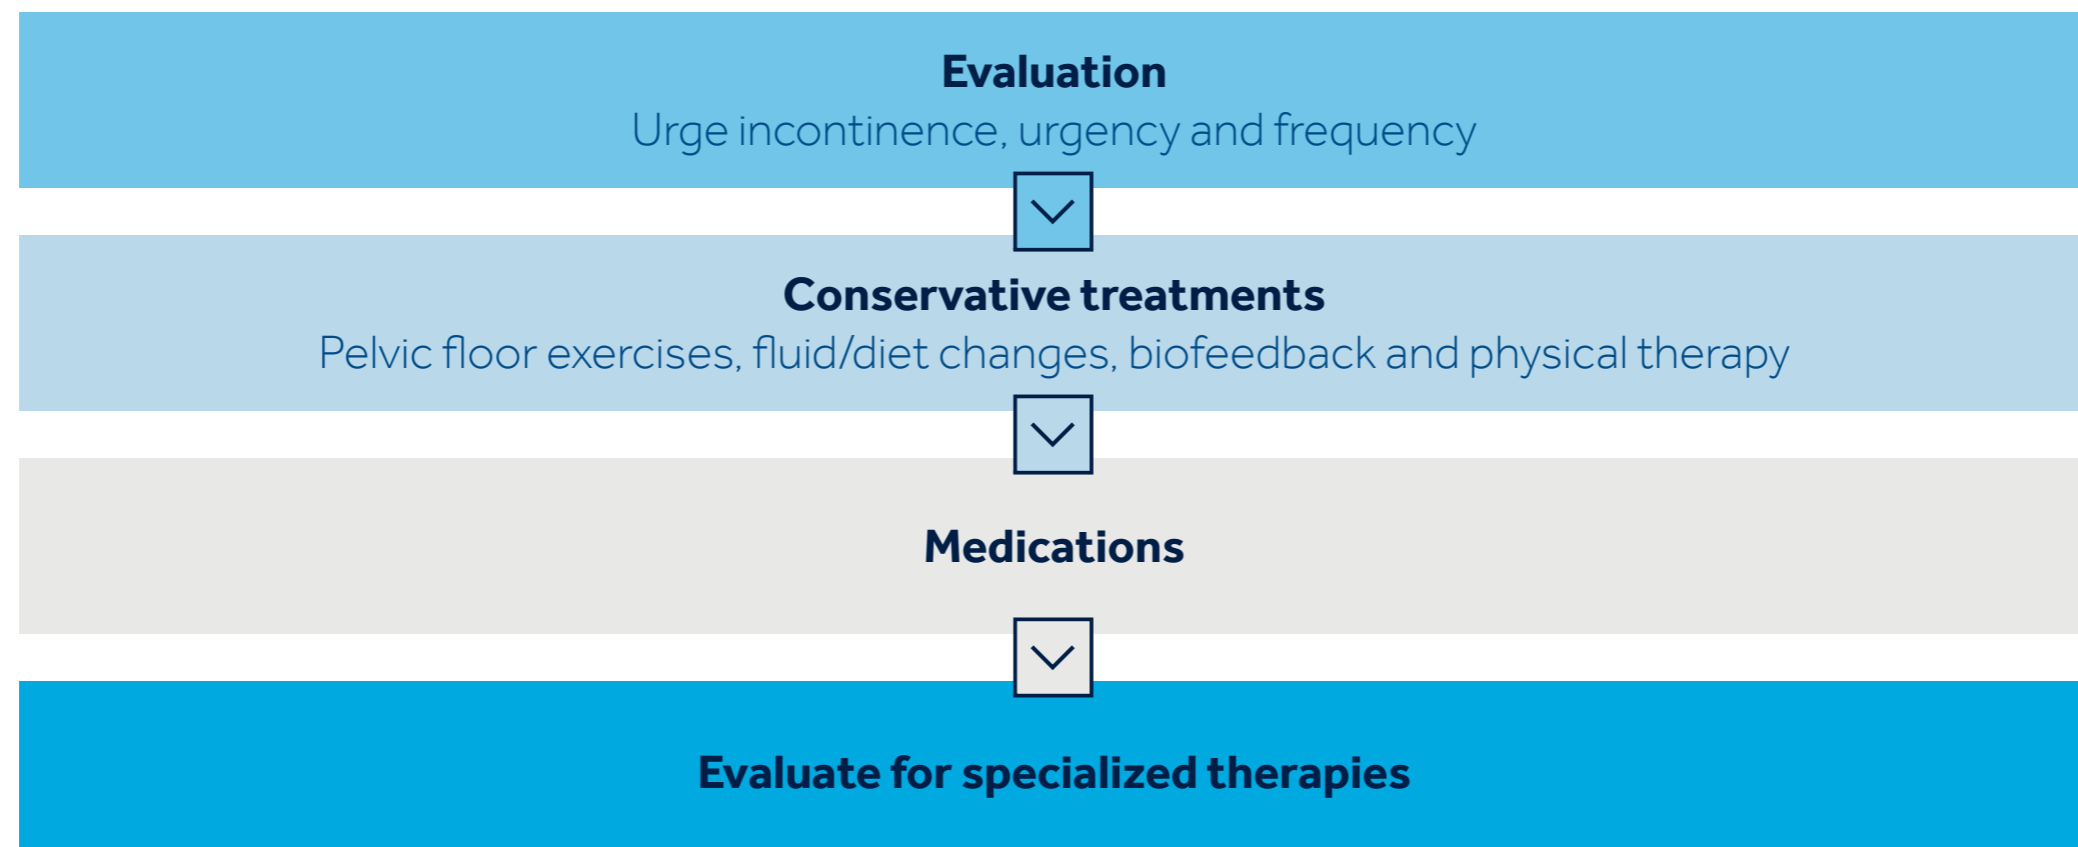 Evaluation
Urge incontinence, urgency and frequency
Conservative treatments
Pelvic floor exercises, fluid/diet changes, biofeedback and physical therapy
Medications
Evaluate for specialized therapies